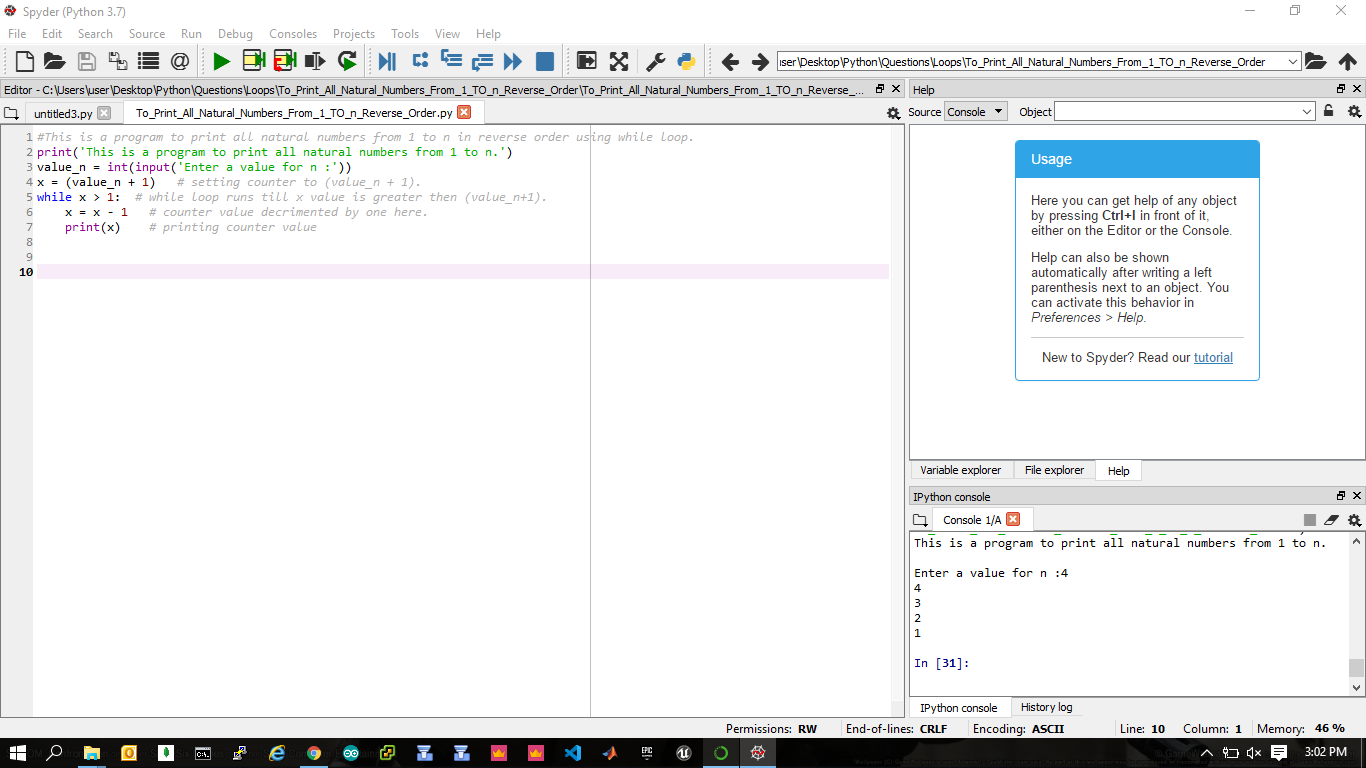 Spyder (Python 3.7)
File Edit Search Source Run Debug Consoles Projects Tools View Help
user\Desktop\Python\Questions\Loops\To_Print_All_Natural_Numbers_From_1_TO_n_Reverse_Order
Editor - C:\Users\user\Desktop\Python\Questions\Loops\To_Print_All_Natural_Numbers_From_1_TO_n_Reverse_Order\To_Print_All_Natural_Numbers_From_1_TO_n_Reverse_...
untitled3.py To_Print_All_Natural_Numbers_From_1_TO_n_Reverse_Order.py
1 #This is a program to print all natural numbers from 1 to n in reverse order using while loop.
2 print('This is a program to print all natural numbers from 1 to n.')
3 value_n = int(input('Enter a value for n :'))
4 x = (value_n + 1)   # setting counter to (value_n + 1).
5 while x > 1:  # while loop runs till x value is greater then (value_n+1).
6     x = x - 1   # counter value decrimented by one here.
7     print(x)    # printing counter value
8
9
10
Help
Source Console Object
Usage
Here you can get help of any object
by pressing Ctrl+I in front of it,
either on the Editor or the Console.
Help can also be shown
automatically after writing a left
parenthesis next to an object. You
can activate this behavior in
Preferences > Help.
New to Spyder? Read our tutorial
Variable explorer File explorer Help
IPython console
Console 1/A
This is a program to print all natural numbers from 1 to n.
Enter a value for n :4
4
3
2
1
In [31]:
IPython console History log
Permissions: RW End-of-lines: CRLF Encoding: ASCII Line: 10 Column: 1 Memory: 46 %
EPIC
GAMES
3:02 PM